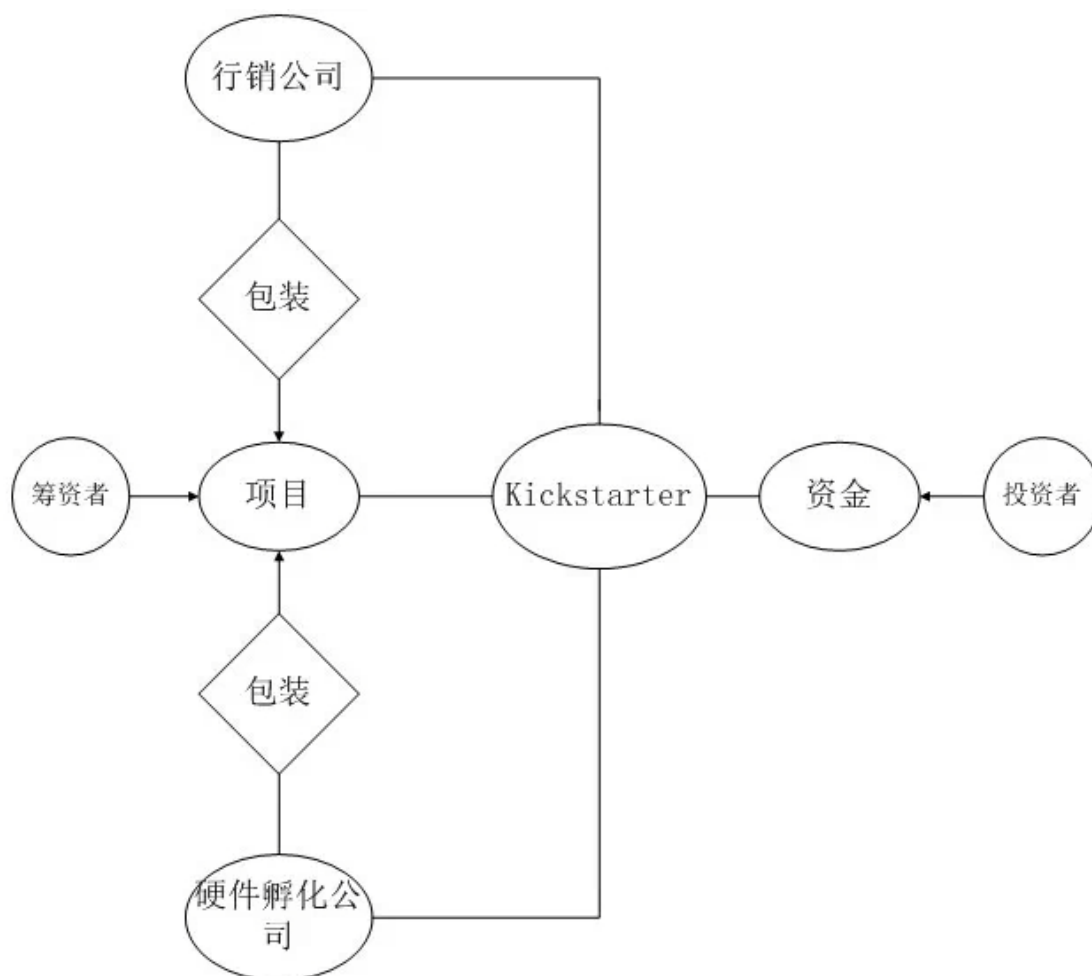 行销公司
包装
筹资者
项目
Kickstarter
资金
投资者
包装
硬件孵化公
司